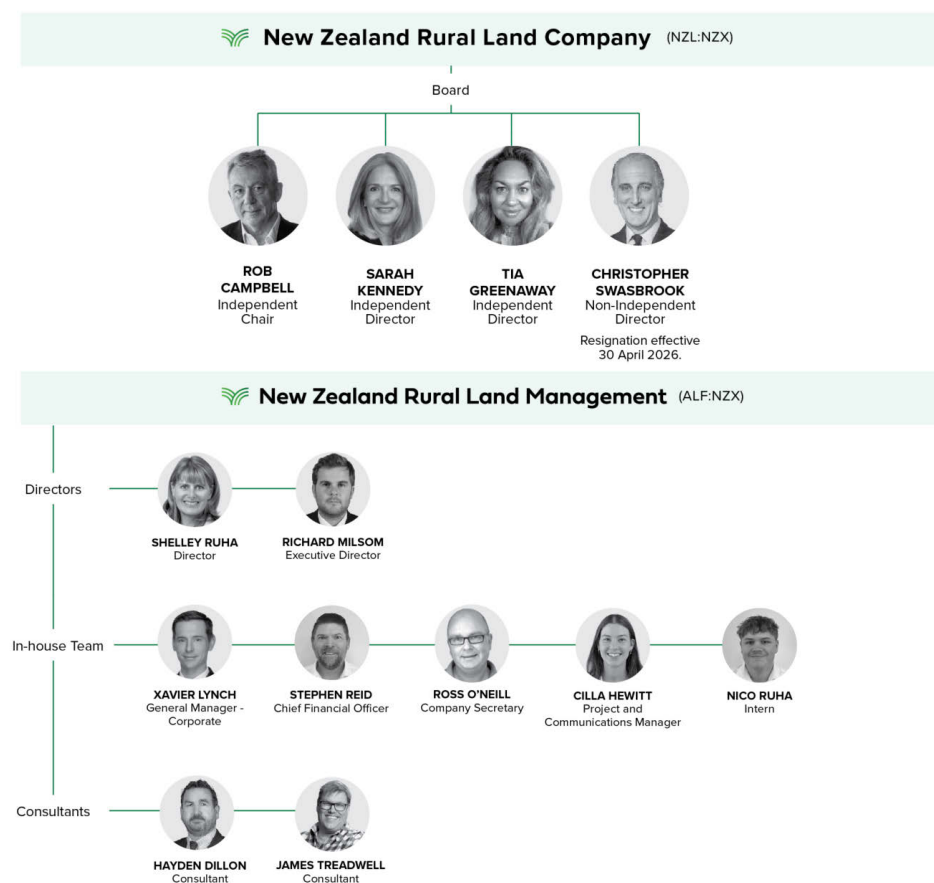 New Zealand Rural Land Company (NZL:NZX)
Board
ROB
CAMPBELL
Independent
Chair
SARAH
KENNEDY
Independent
Director
TIA
GREENAWAY
Independent
Director
CHRISTOPHER
SWASBROOK
Non-Independent
Director
Resignation effective
30 April 2026.
New Zealand Rural Land Management (ALF:NZX)
Directors
SHELLEY RUHA
Director
RICHARD MILSOM
Executive Director
In-house Team
XAVIER LYNCH
General Manager -
Corporate
STEPHEN REID
Chief Financial Officer
ROSS O’NEILL
Company Secretary
CILLA HEWITT
Project and
Communications Manager
NICO RUHA
Intern
Consultants
HAYDEN DILLON
Consultant
JAMES TREADWELL
Consultant